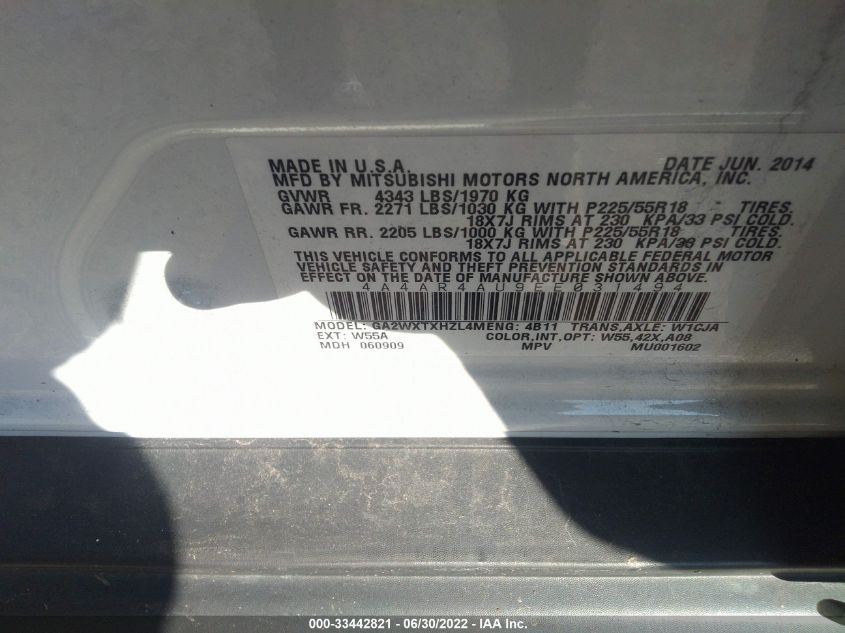 MADE IN U.S.A. DATE JUN. 2014
MFD BY MITSUBISHI MOTORS NORTH AMERICA, INC.
GVWR 4343 LBS/1970 KG
GAWR FR. 2271 LBS/1030 KG WITH P225/55R18 TIRES.
18X7J RIMS AT 230 KPA/33 PSI COLD.
GAWR RR. 2205 LBS/1000 KG WITH P225/55R18 TIRES.
18X7J RIMS AT 230 KPA/33 PSI COLD.
THIS VEHICLE CONFORMS TO ALL APPLICABLE FEDERAL MOTOR
VEHICLE SAFETY AND THEFT PREVENTION STANDARDS IN
EFFECT ON THE DATE OF MANUFACTURE SHOWN ABOVE.
MODEL: GA2WXTXHZL4M ENG: 4B11 TRANS,AXLE: W1CJA
EXT: W55A COLOR,INT,OPT: W55,42X,A08
MDH 060909 MPV MU001602
000-33442821 - 06/30/2022 - IAA Inc.